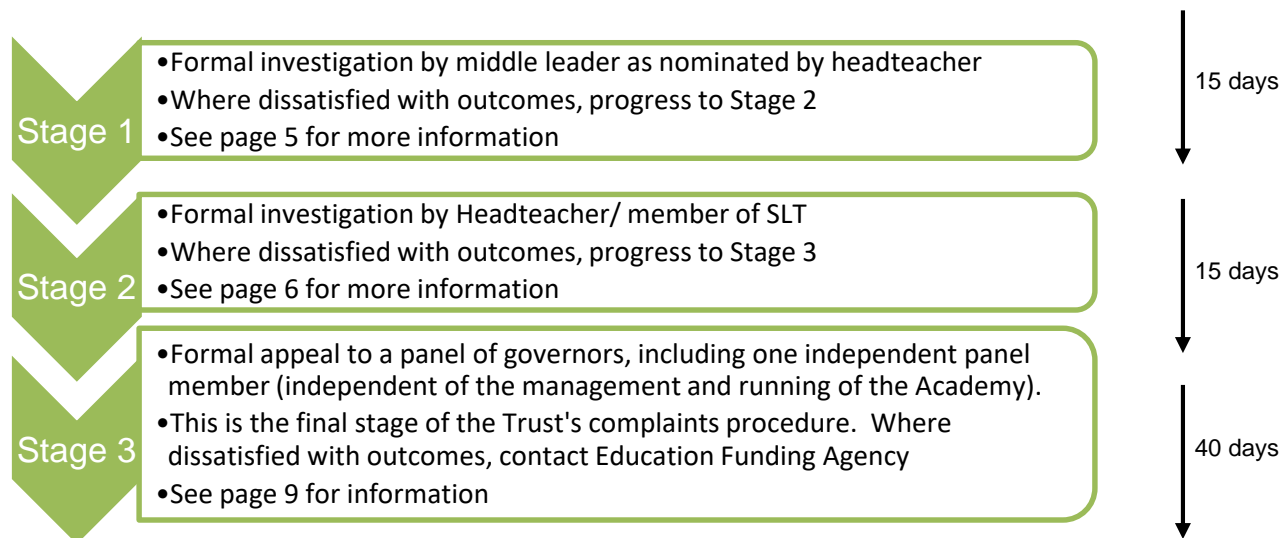 Stage 1
•Formal investigation by middle leader as nominated by headteacher
•Where dissatisfied with outcomes, progress to Stage 2
•See page 5 for more information
15 days
Stage 2
•Formal investigation by Headteacher/ member of SLT
•Where dissatisfied with outcomes, progress to Stage 3
•See page 6 for more information
15 days
Stage 3
•Formal appeal to a panel of governors, including one independent panel
member (independent of the management and running of the Academy).
•This is the final stage of the Trust's complaints procedure.  Where
dissatisfied with outcomes, contact Education Funding Agency
•See page 9 for information
40 days